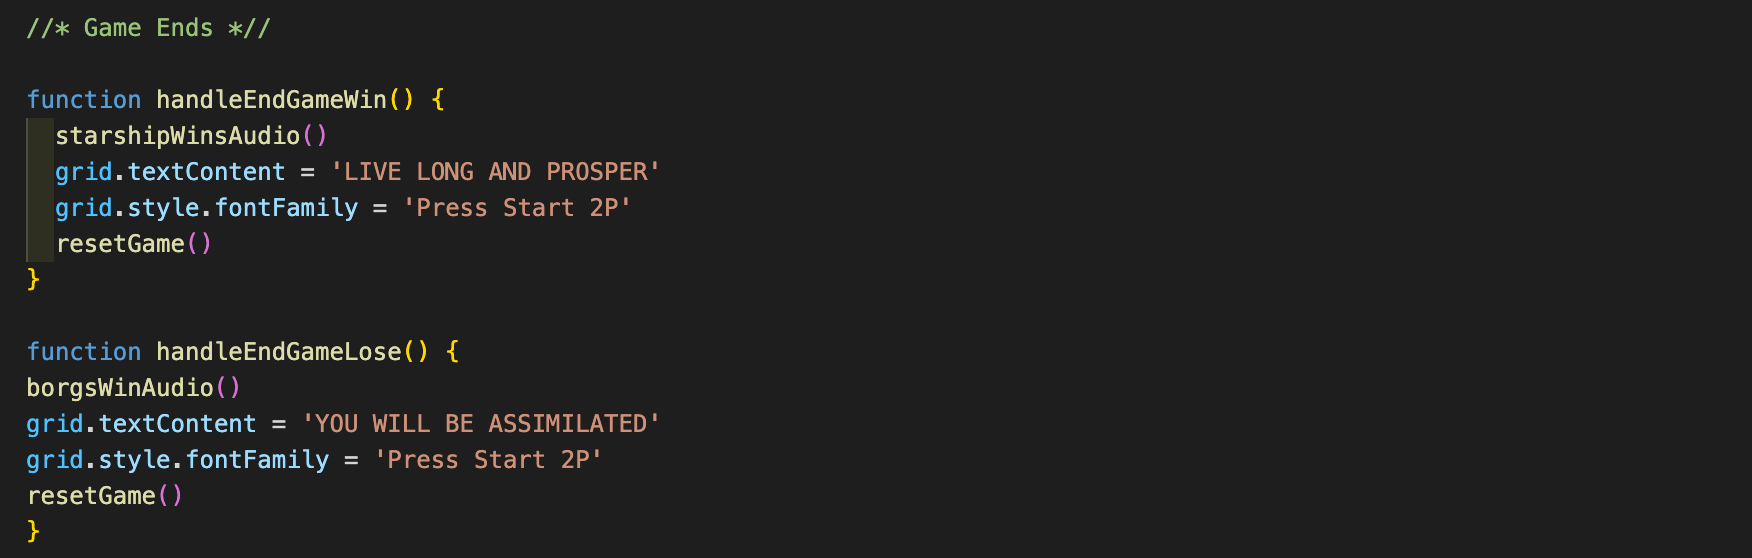 //* Game Ends *//
function handleEndGameWin() {
starshipWinsAudio()
grid.textContent = 'LIVE LONG AND PROSPER'
grid.style.fontFamily = 'Press Start 2P'
resetGame()
}
function handleEndGameLose() {
borgsWinAudio()
grid.textContent = 'YOU WILL BE ASSIMILATED'
grid.style.fontFamily = 'Press Start 2P'
resetGame()
}